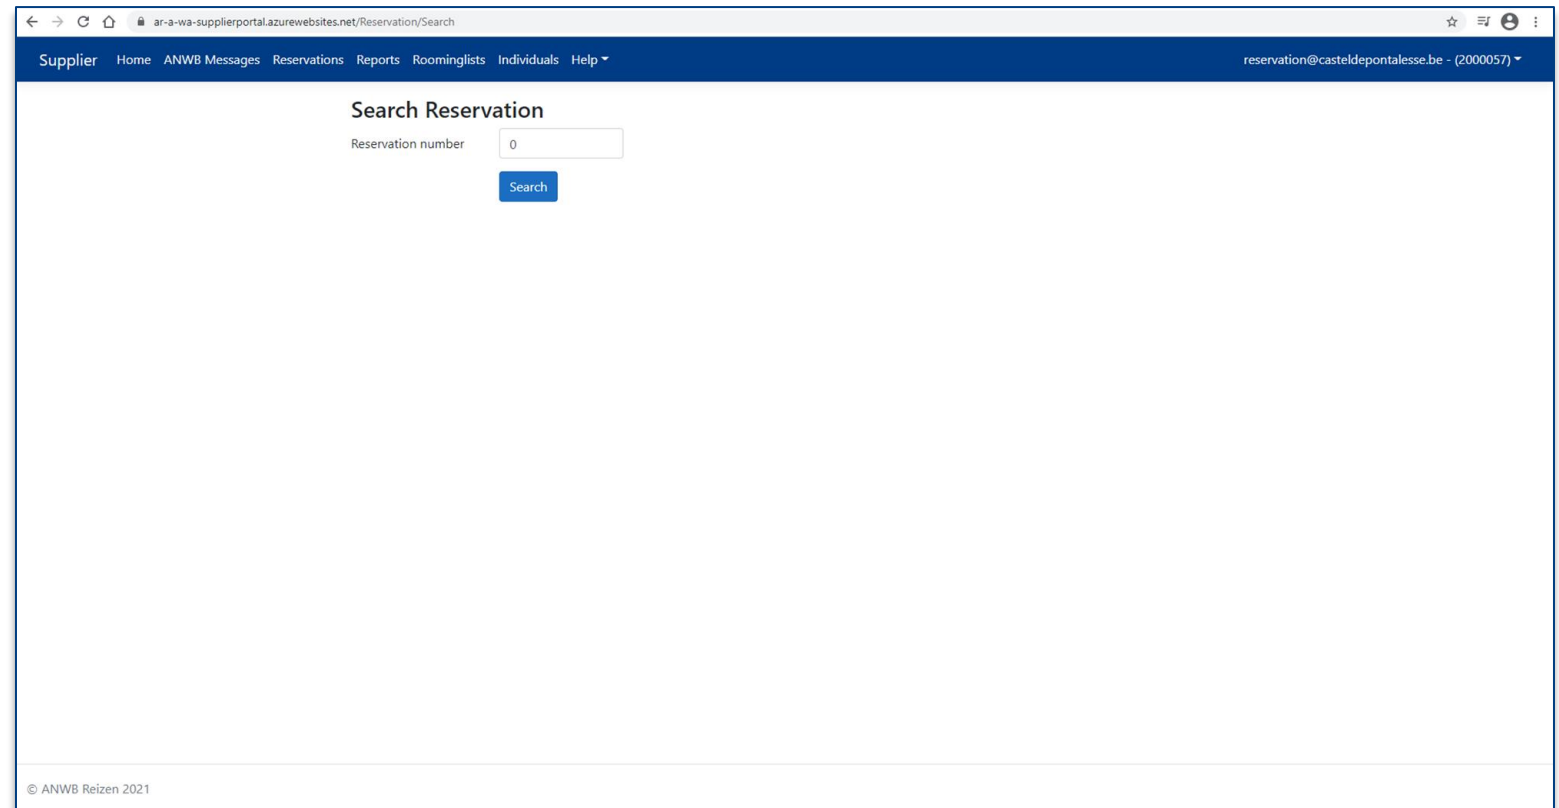 ar-a-wa-supplierportal.azurewebsites.net/Reservation/Search
Supplier Home ANWB Messages Reservations Reports Roominglists Individuals Help reservation@casteldepontalesse.be - (2000057)
Search Reservation
Reservation number 0
Search
© ANWB Reizen 2021